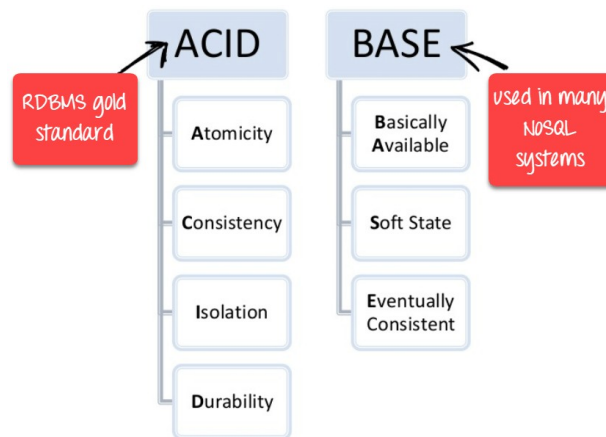 ACID
BASE
RDBMS gold
standard
used in many
NoSQL
systems
Atomicity
Consistency
Isolation
Durability
Basically
Available
Soft State
Eventually
Consistent